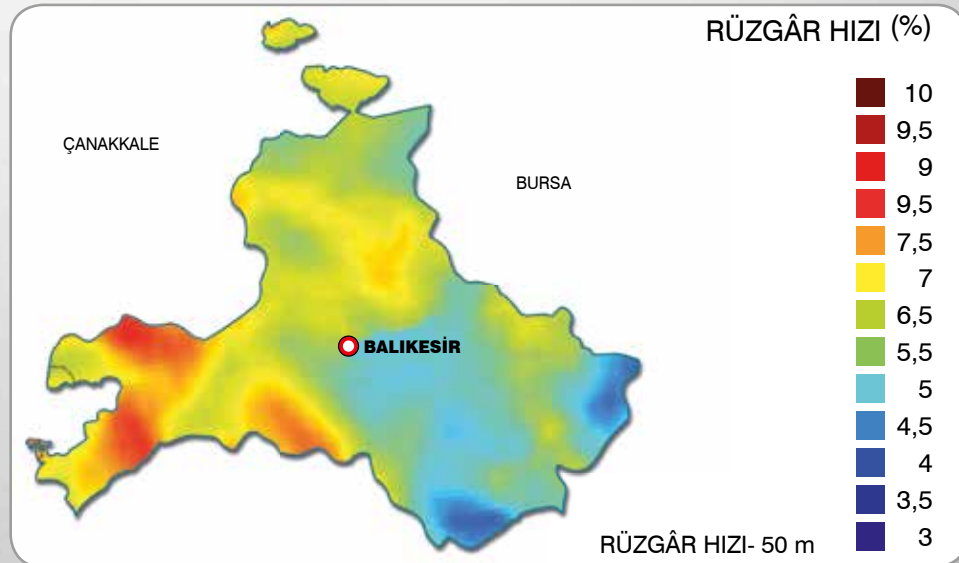 RÜZGÂR HIZI (%)
ÇANAKKALE
BURSA
BALIKESİR
10
9,5
9
9,5
7,5
7
6,5
5,5
5
4,5
4
3,5
3
RÜZGÂR HIZI- 50 m